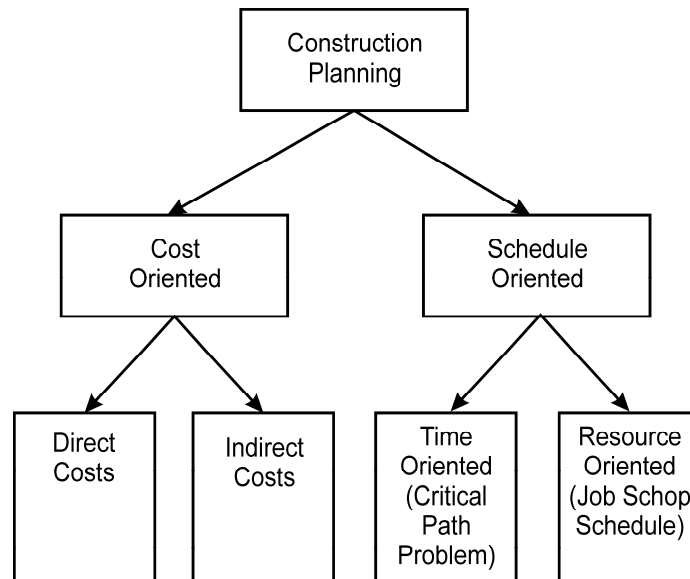 Construction
Planning
Cost
Oriented
Schedule
Oriented
Direct
Costs
Indirect
Costs
Time
Oriented
(Critical
Path
Problem)
Resource
Oriented
(Job Schop
Schedule)